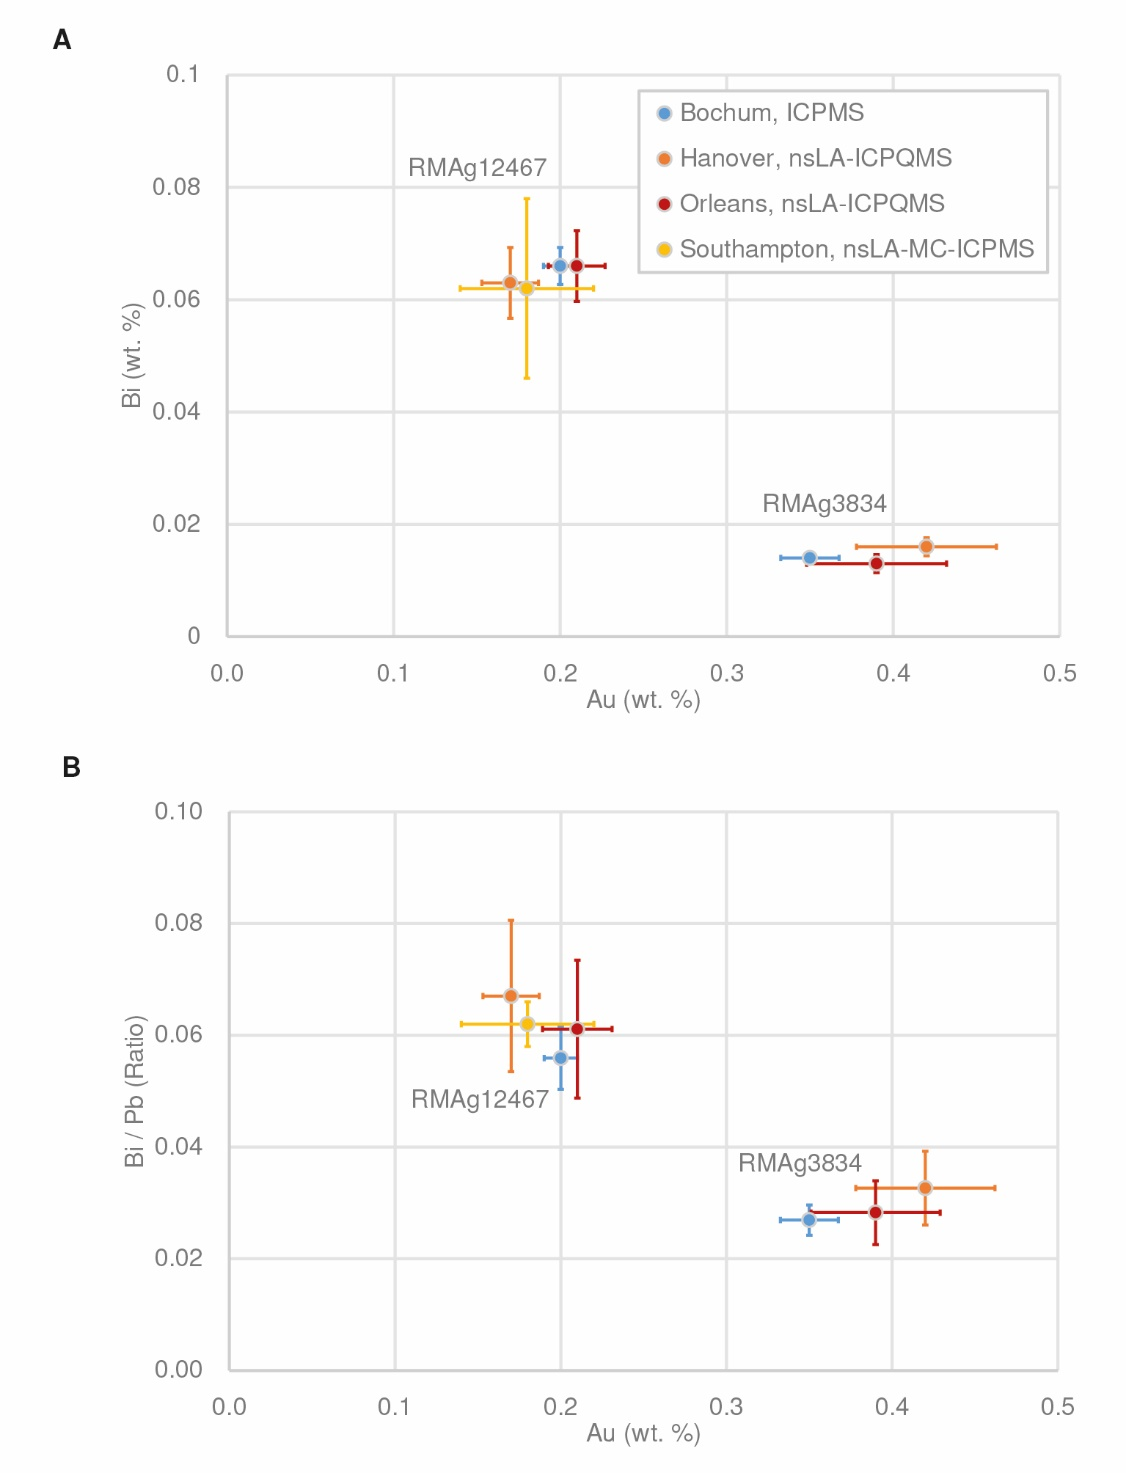 A
0.1
Bochum, ICPMS
RMAg12467
Hanover, nsLA-ICPQMS
0.08
Orleans, nsLA-ICPQMS
Southampton, nsLA-MC-ICPMS
0.06
Bi (wt. %)
0.04
RMAg3834
0.02
0
0.0 0.1 0.2 0.3 0.4 0.5
Au (wt. %)
B
0.10
0.08
0.06
RMAg12467
Bi / Pb (Ratio)
0.04
RMAg3834
0.02
0.00
0.0 0.1 0.2 0.3 0.4 0.5
Au (wt. %)